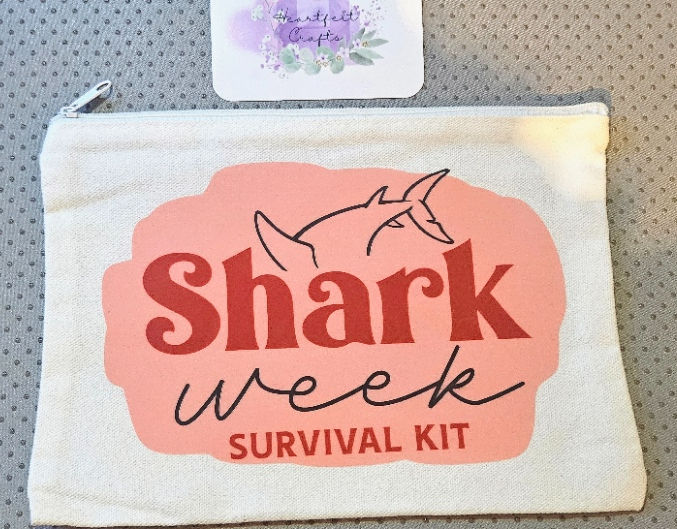 Heartfelt
Crafts
Shark
week
SURVIVAL KIT